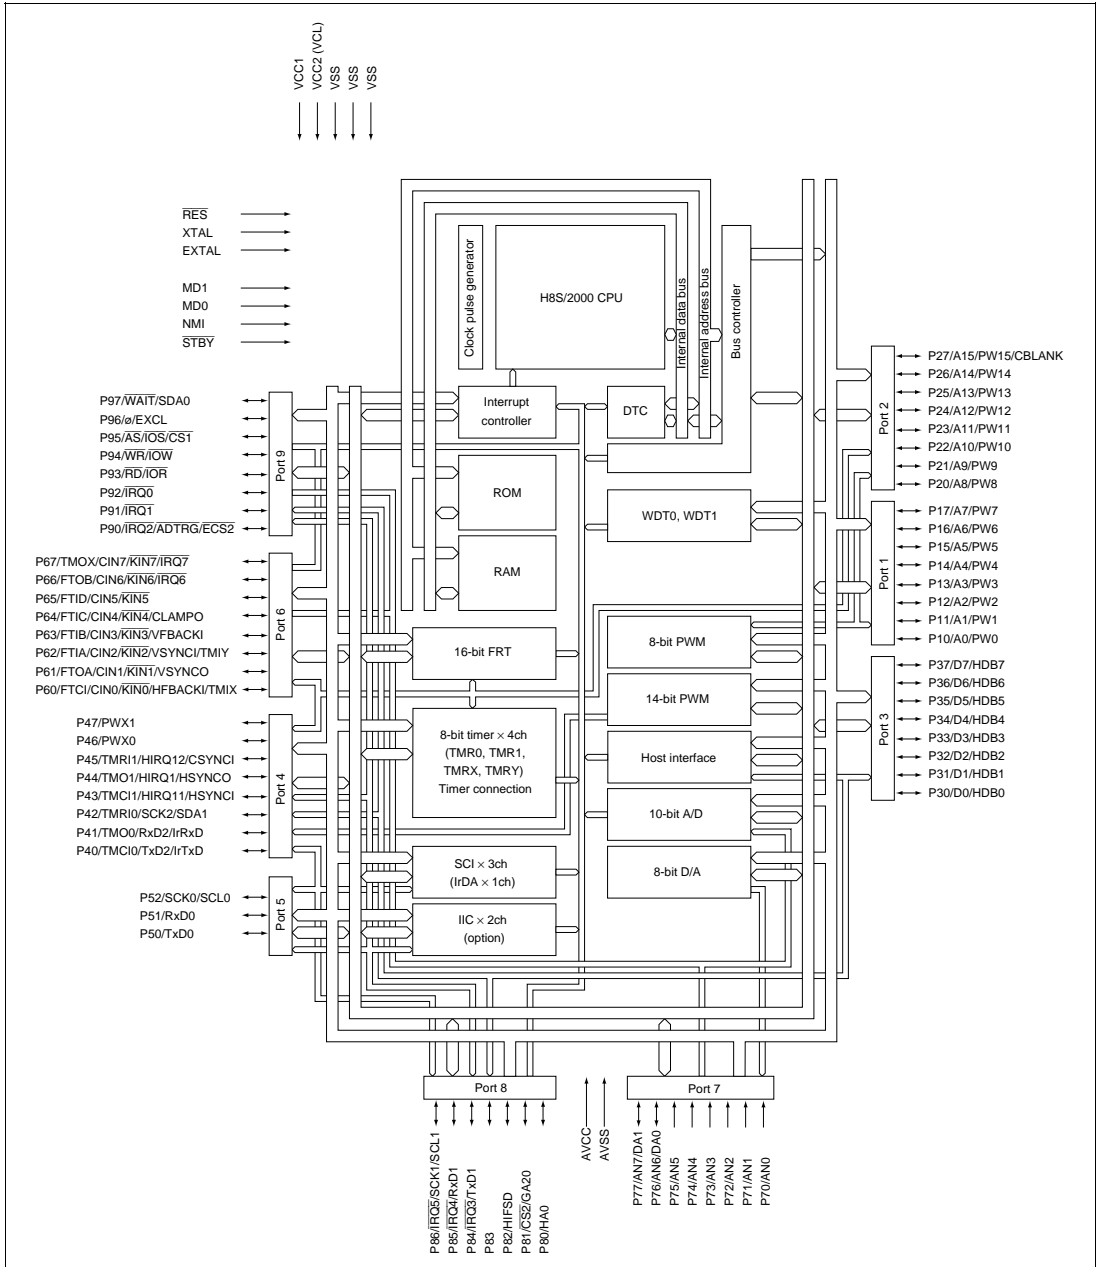 VCC1
VCC2 (VCL)
VSS
VSS
VSS
RES
XTAL
EXTAL
MD1
MD0
NMI
STBY
Clock pulse generator
H8S/2000 CPU
Internal data bus
Internal address bus
Bus controller
Interrupt
controller
DTC
ROM
RAM
WDT0, WDT1
16-bit FRT
8-bit PWM
14-bit PWM
8-bit timer × 4ch
(TMR0, TMR1,
TMRX, TMRY)
Timer connection
Host interface
10-bit A/D
8-bit D/A
SCI × 3ch
(IrDA × 1ch)
IIC × 2ch
(option)
P97/WAIT/SDA0
P96/ø/EXCL
P95/AS/IOS/CS1
P94/WR/IOW
P93/RD/IOR
P92/IRQ0
P91/IRQ1
P90/IRQ2/ADTRG/ECS2
Port 9
P67/TMOX/CIN7/KIN7/IRQ7
P66/FTOB/CIN6/KIN6/IRQ6
P65/FTID/CIN5/KIN5
P64/FTIC/CIN4/KIN4/CLAMPO
P63/FTIB/CIN3/KIN3/VFBACKI
P62/FTIA/CIN2/KIN2/VSYNCI/TMIY
P61/FTOA/CIN1/KIN1/VSYNCO
P60/FTCI/CIN0/KIN0/HFBACKI/TMIX
Port 6
P47/PWX1
P46/PWX0
P45/TMRI1/HIRQ12/CSYNCI
P44/TMO1/HIRQ1/HSYNCO
P43/TMCI1/HIRQ11/HSYNCI
P42/TMRI0/SCK2/SDA1
P41/TMO0/RxD2/IrRxD
P40/TMCI0/TxD2/IrTxD
Port 4
P52/SCK0/SCL0
P51/RxD0
P50/TxD0
Port 5
P27/A15/PW15/CBLANK
P26/A14/PW14
P25/A13/PW13
P24/A12/PW12
P23/A11/PW11
P22/A10/PW10
P21/A9/PW9
P20/A8/PW8
Port 2
P17/A7/PW7
P16/A6/PW6
P15/A5/PW5
P14/A4/PW4
P13/A3/PW3
P12/A2/PW2
P11/A1/PW1
P10/A0/PW0
Port 1
P37/D7/HDB7
P36/D6/HDB6
P35/D5/HDB5
P34/D4/HDB4
P33/D3/HDB3
P32/D2/HDB2
P31/D1/HDB1
P30/D0/HDB0
Port 3
Port 8
P86/IRQ5/SCK1/SCL1
P85/IRQ4/RxD1
P84/IRQ3/TxD1
P83
P82/HIFSD
P81/CS2/GA20
P80/HA0
AVCC
AVSS
Port 7
P77/AN7/DA1
P76/AN6/DA0
P75/AN5
P74/AN4
P73/AN3
P72/AN2
P71/AN1
P70/AN0